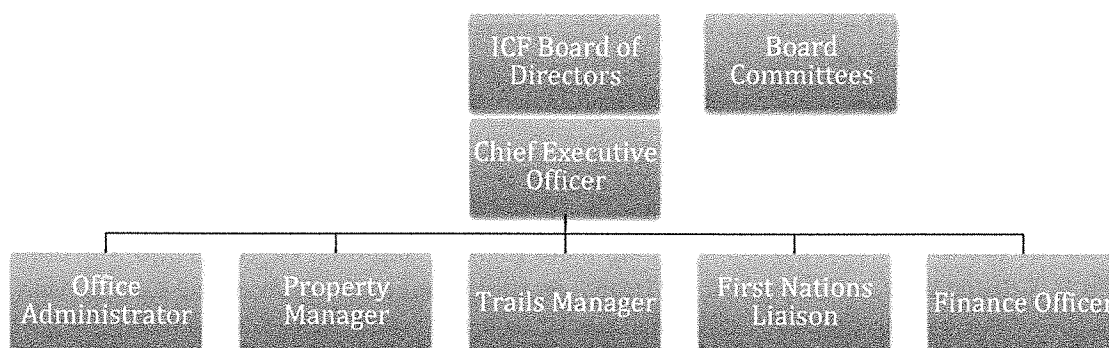 ICF Board of
Directors
Board
Committees
Chief Executive
Officer
Office
Administrator
Property
Manager
Trails Manager
First Nations
Liaison
Finance Officer